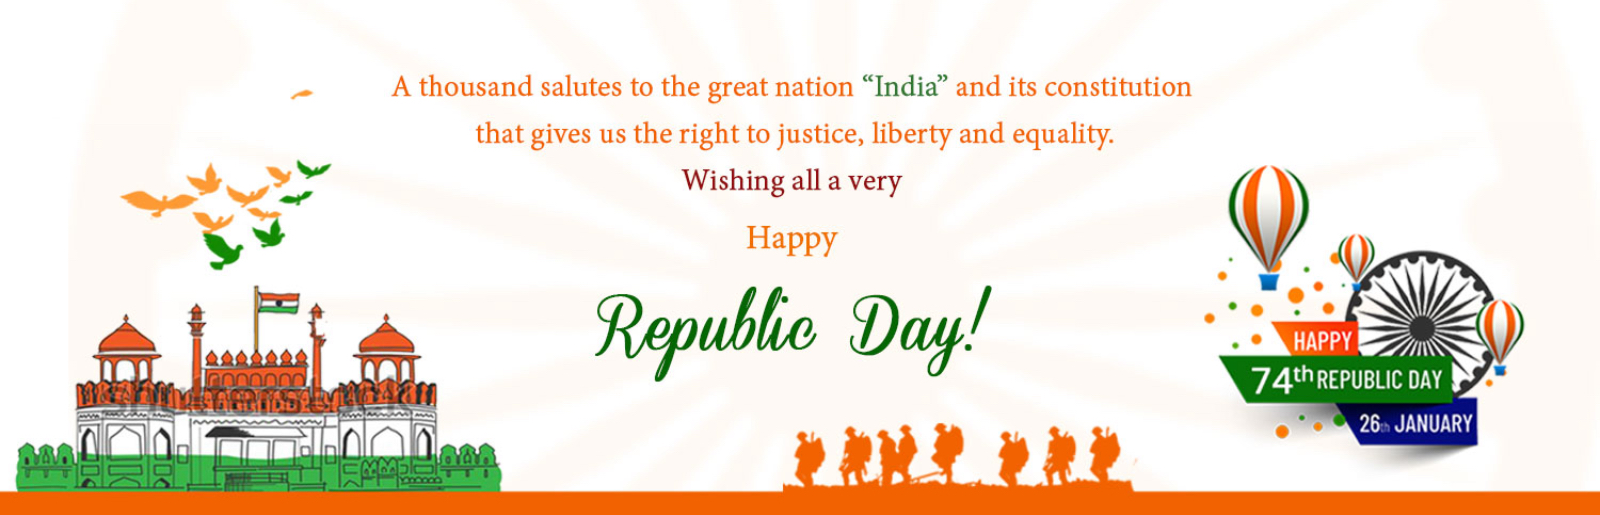 A thousand salutes to the great nation “India” and its constitution
that gives us the right to justice, liberty and equality.
Wishing all a very
Happy
Republic Day!
HAPPY
74th REPUBLIC DAY
26th JANUARY